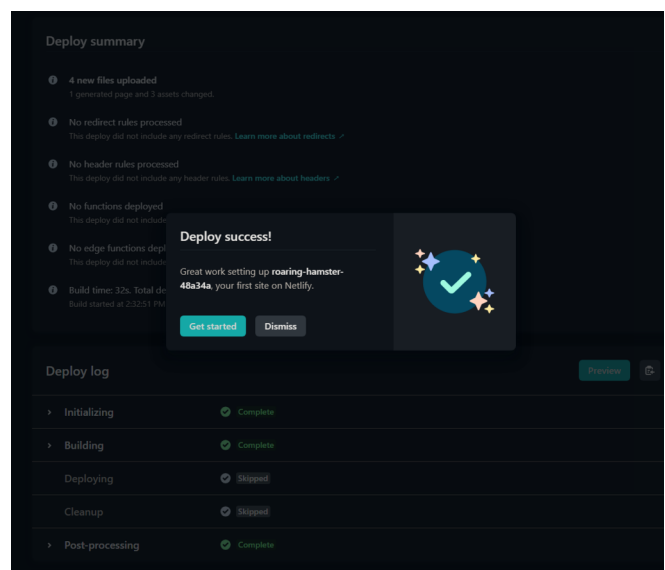 Deploy summary
4 new files uploaded
1 generated page and 3 assets changed.
No redirect rules processed
This deploy did not include any redirect rules. Learn more about redirects ↗
No header rules processed
This deploy did not include any header rules. Learn more about headers ↗
No functions deployed
This deploy did not include
No edge functions depl
This deploy did not include
Build time: 32s. Total de
Build started at 2:32:51 PM
Deploy success!
Great work setting up roaring-hamster-
48a34a, your first site on Netlify.
Get started Dismiss
Deploy log
Preview
Initializing Complete
Building Complete
Deploying Skipped
Cleanup Skipped
Post-processing Complete